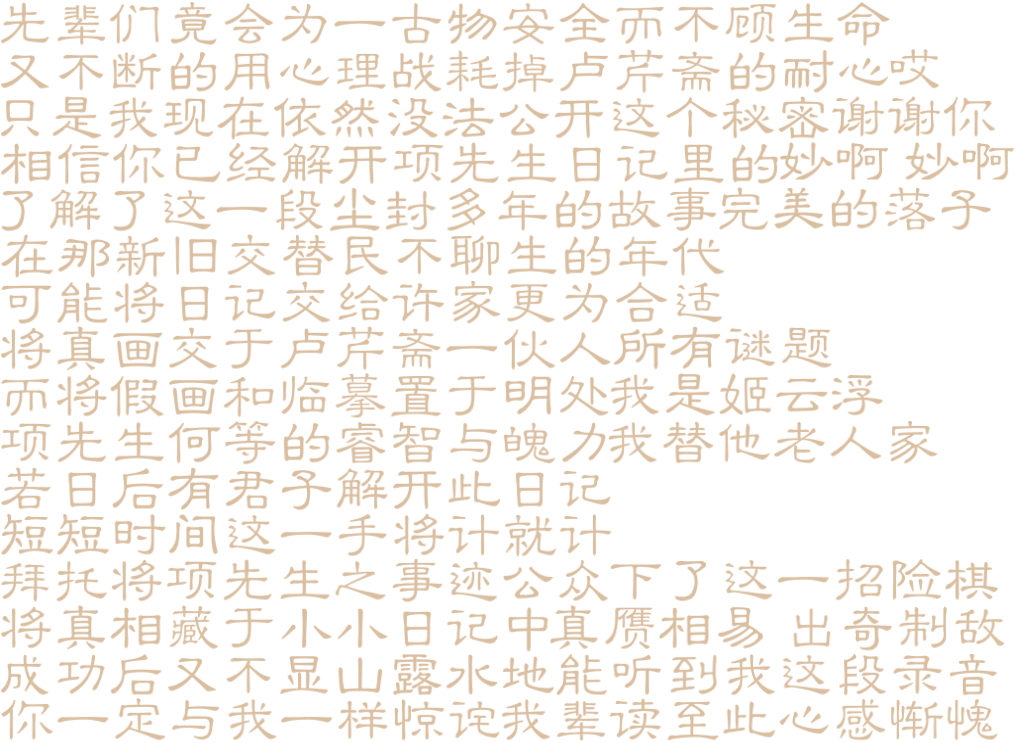 先辈们竟会为一古物安全而不顾生命
又不断的用心理战耗掉卢芹斋的耐心哎
只是我现在依然没法公开这个秘密谢谢你
相信你已经解开项先生日记里的妙啊 妙啊
了解了这一段尘封多年的故事完美的落子
在那新旧交替民不聊生的年代
可能将日记交给许家更为合适
将真画交于卢芹斋一伙人所有谜题
而将假画和临摹置于明处我是姬云浮
项先生何等的睿智与魄力我替他老人家
若日后有君子解开此日记
短短时间这一手将计就计
拜托将项先生之事迹公众下了这一招险棋
将真相藏于小小日记中真赝相易 出奇制敌
成功后又不显山露水地能听到我这段录音
你一定与我一样惊诧我辈读至此心感惭愧